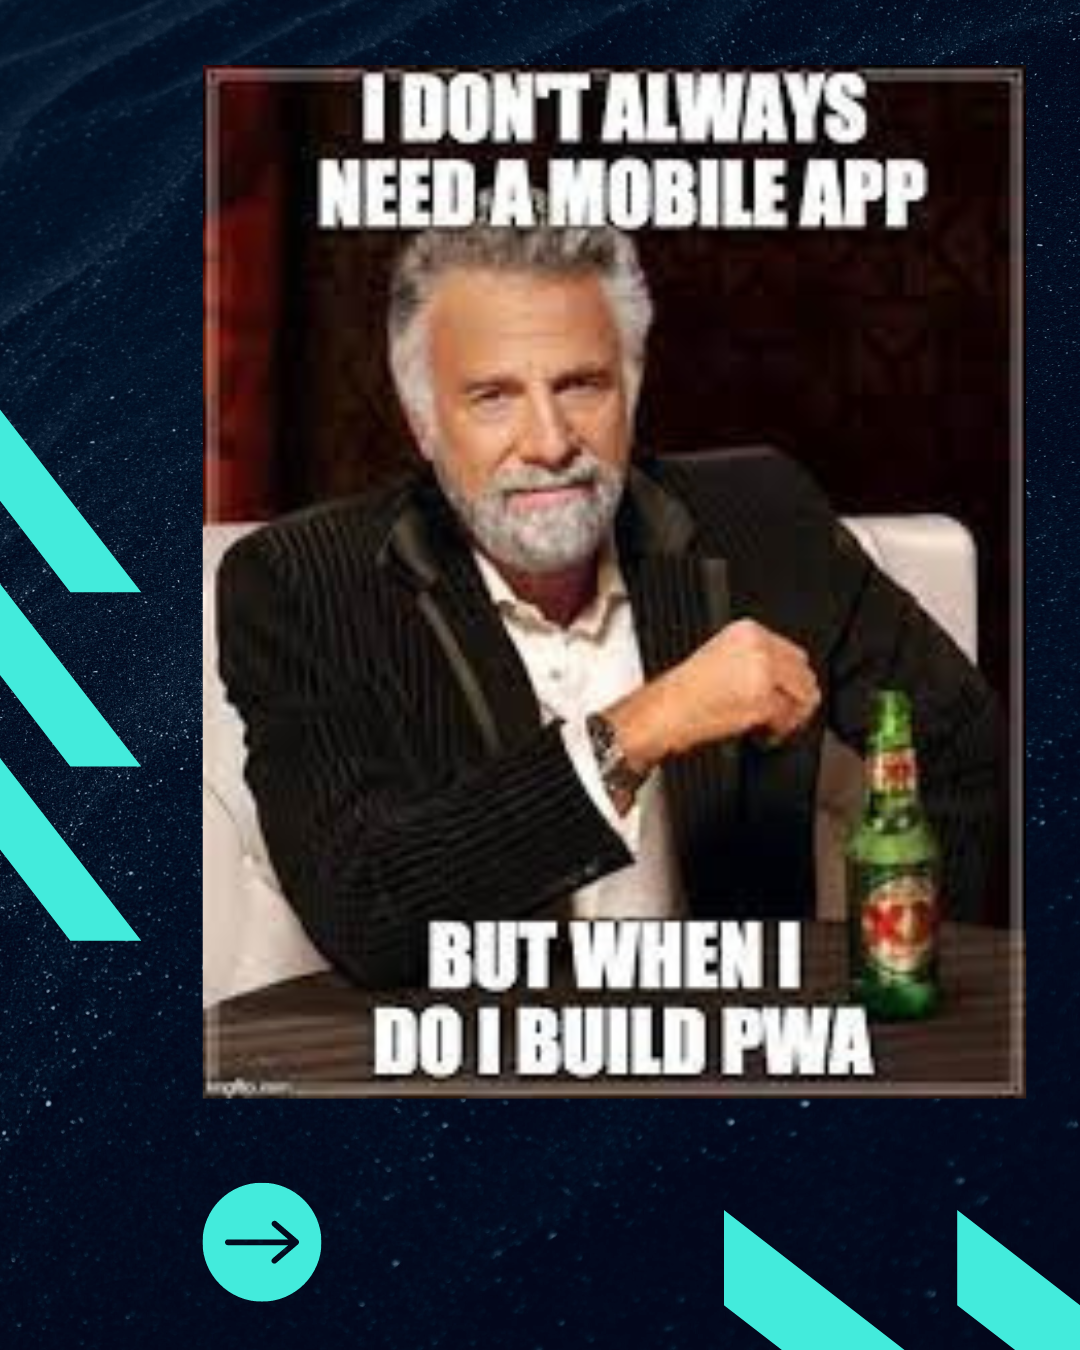 I DON'T ALWAYS
NEED A MOBILE APP
XX
BUT WHEN I
DO I BUILD PWA
imgflip.com